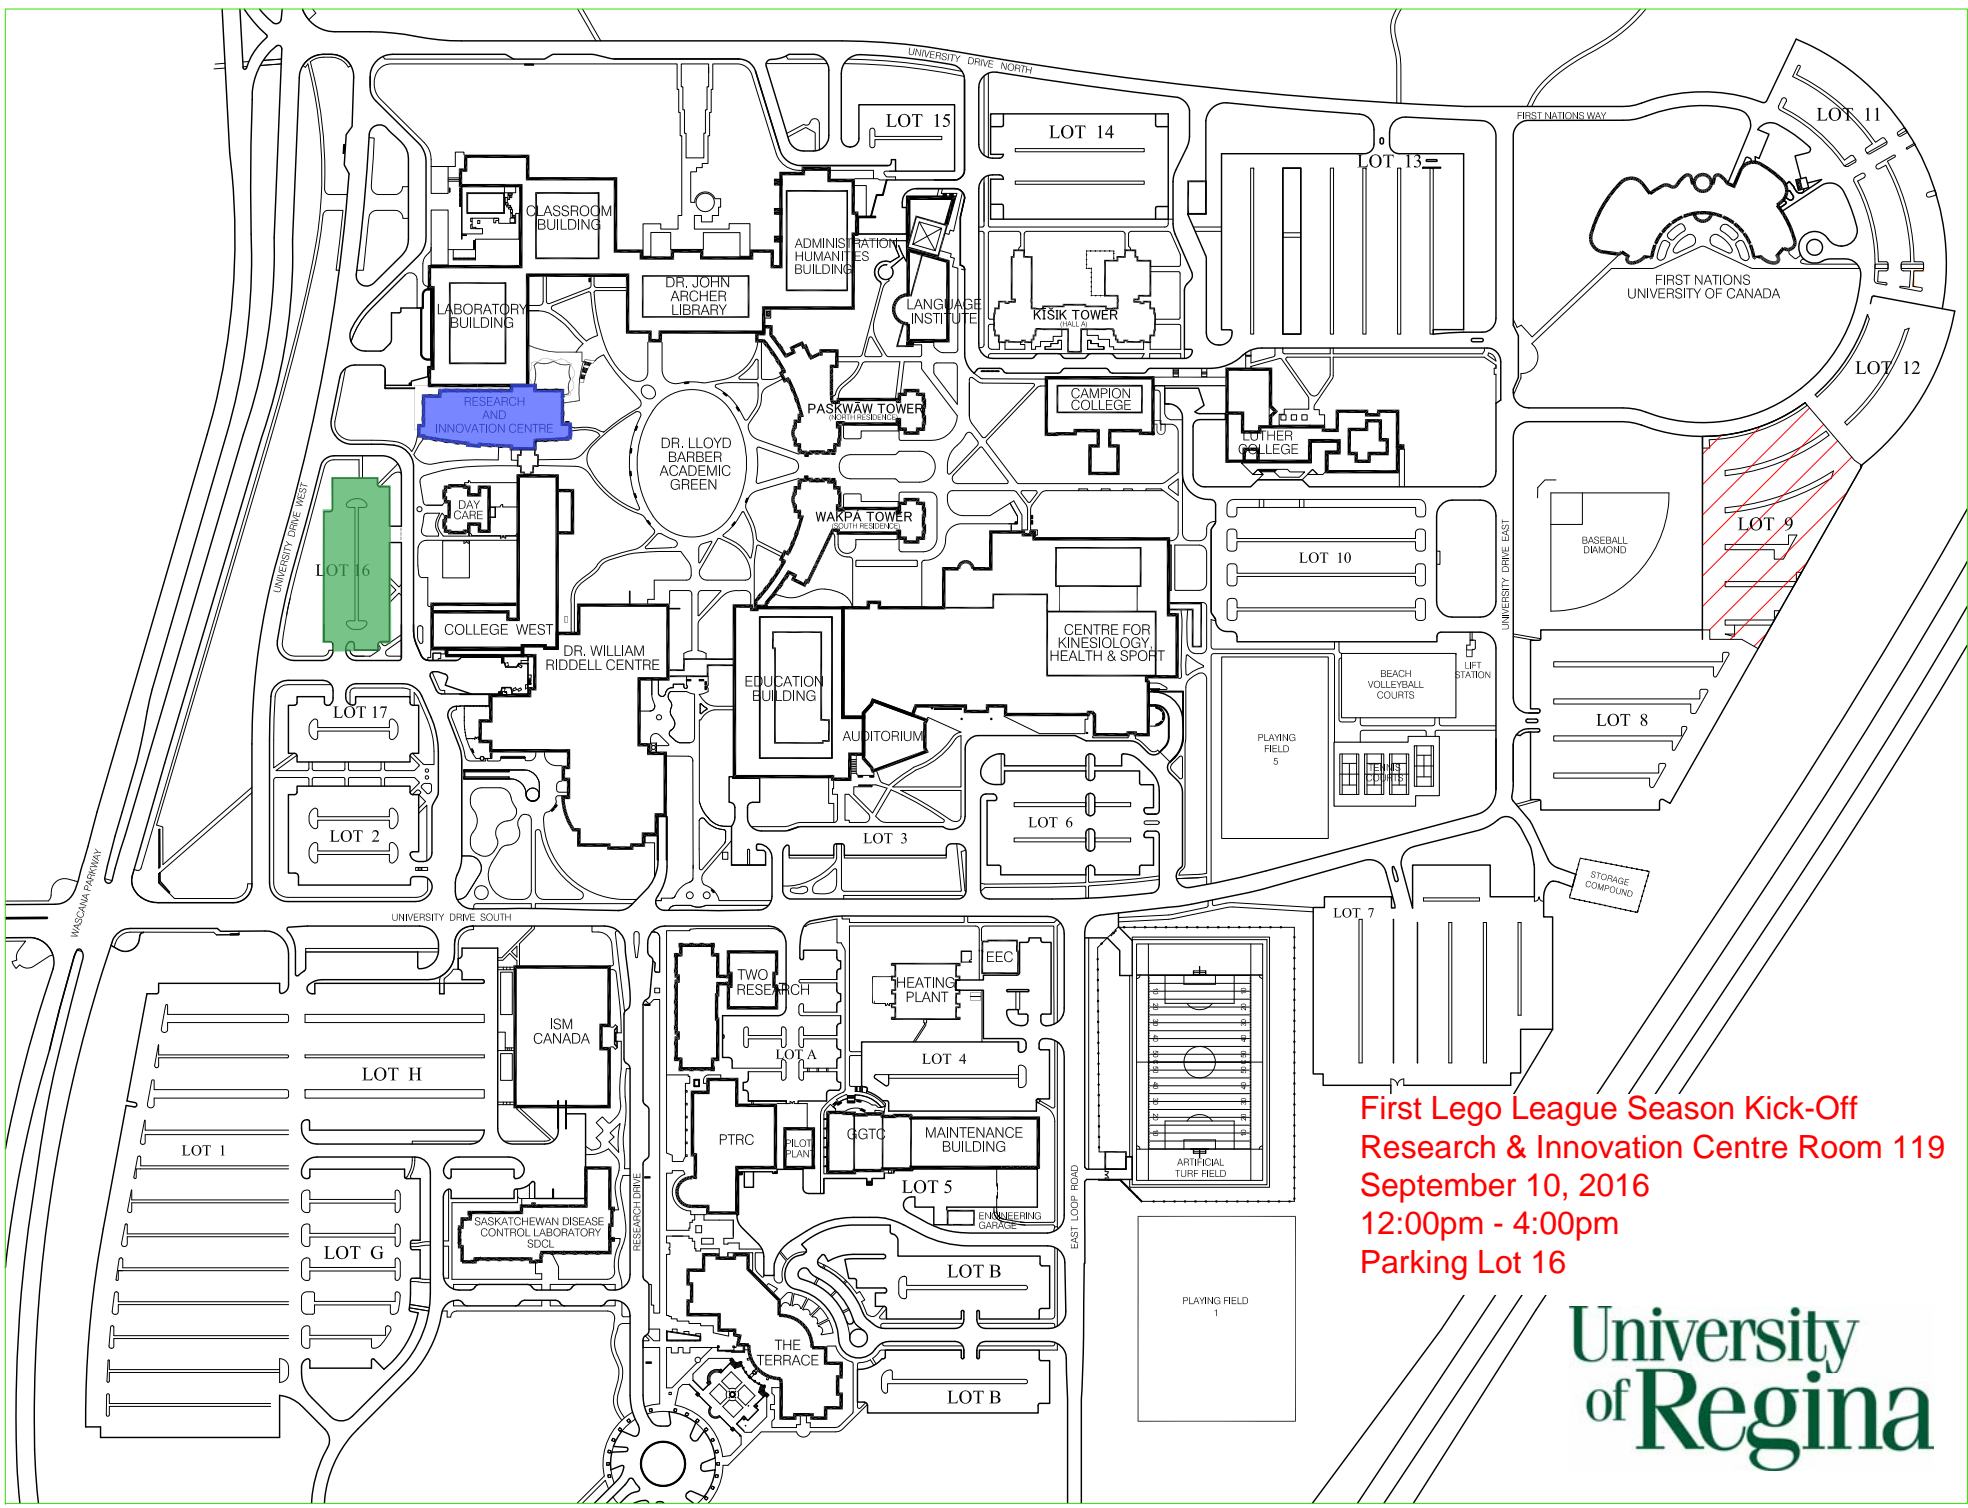 UNIVERSITY DRIVE NORTH
FIRST NATIONS WAY
LOT 11
LOT 15
LOT 14
LOT 13
CLASSROOM
BUILDING
ADMINISTRATION
HUMANITIES
BUILDING
DR. JOHN
ARCHER
LIBRARY
LABORATORY
BUILDING
LANGUAGE
INSTITUTE
KĪŠIK TOWER
(HALL A)
FIRST NATIONS
UNIVERSITY OF CANADA
LOT 12
RESEARCH
AND
INNOVATION CENTRE
PASKWĀW TOWER
(NORTH RESIDENCE)
CAMPION
COLLEGE
LUTHER
COLLEGE
DR. LLOYD
BARBER
ACADEMIC
GREEN
DAY
CARE
WAKPÁ TOWER
(SOUTH RESIDENCE)
UNIVERSITY DRIVE WEST
LOT 16
LOT 10
UNIVERSITY DRIVE EAST
BASEBALL
DIAMOND
LOT 9
COLLEGE WEST
DR. WILLIAM
RIDDELL CENTRE
CENTRE FOR
KINESIOLOGY,
HEALTH & SPORT
EDUCATION
BUILDING
AUDITORIUM
BEACH
VOLLEYBALL
COURTS
LIFT
STATION
LOT 17
LOT 8
PLAYING
FIELD
5
TENNIS
COURTS
LOT 2
LOT 3
LOT 6
WASCANA PARKWAY
UNIVERSITY DRIVE SOUTH
STORAGE
COMPOUND
LOT 7
TWO
RESEARCH
HEATING
PLANT
EEC
ISM
CANADA
LOT A
LOT 4
LOT H
LOT 1
PTRC
PILOT
PLANT
GGTC
MAINTENANCE
BUILDING
ARTIFICIAL
TURF FIELD
LOT 5
ENGINEERING
GARAGE
EAST LOOP ROAD
RESEARCH DRIVE
SASKATCHEWAN DISEASE
CONTROL LABORATORY
SDCL
LOT G
LOT B
THE
TERRACE
LOT B
PLAYING FIELD
1
First Lego League Season Kick-Off
Research & Innovation Centre Room 119
September 10, 2016
12:00pm - 4:00pm
Parking Lot 16
University
of Regina